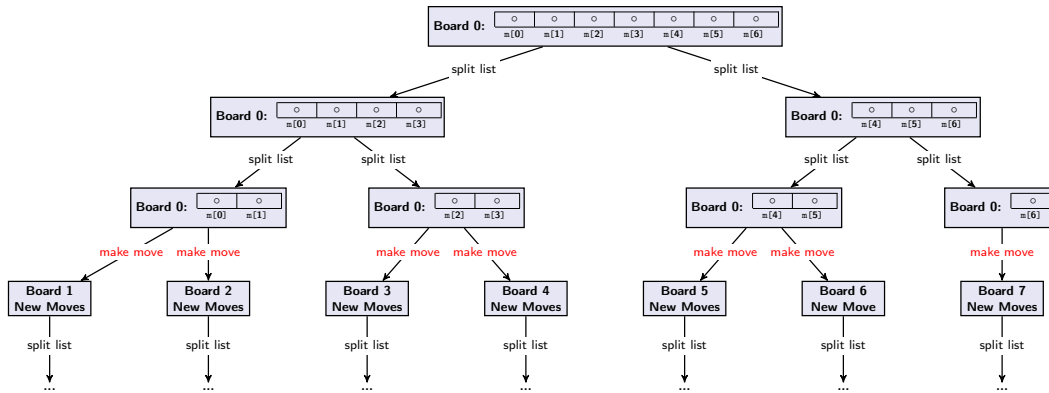 Board 0:
m[0] m[1] m[2] m[3] m[4] m[5] m[6]
split list split list
Board 0: Board 0:
m[0] m[1] m[2] m[3] m[4] m[5] m[6]
split list split list split list split list
Board 0: Board 0: Board 0: Board 0:
m[0] m[1] m[2] m[3] m[4] m[5] m[6]
make move make move make move make move make move make move make move
Board 1 Board 2 Board 3 Board 4 Board 5 Board 6 Board 7
New Moves New Moves New Moves New Moves New Moves New Move New Moves
split list split list split list split list split list split list split list
... ... ... ... ... ... ...